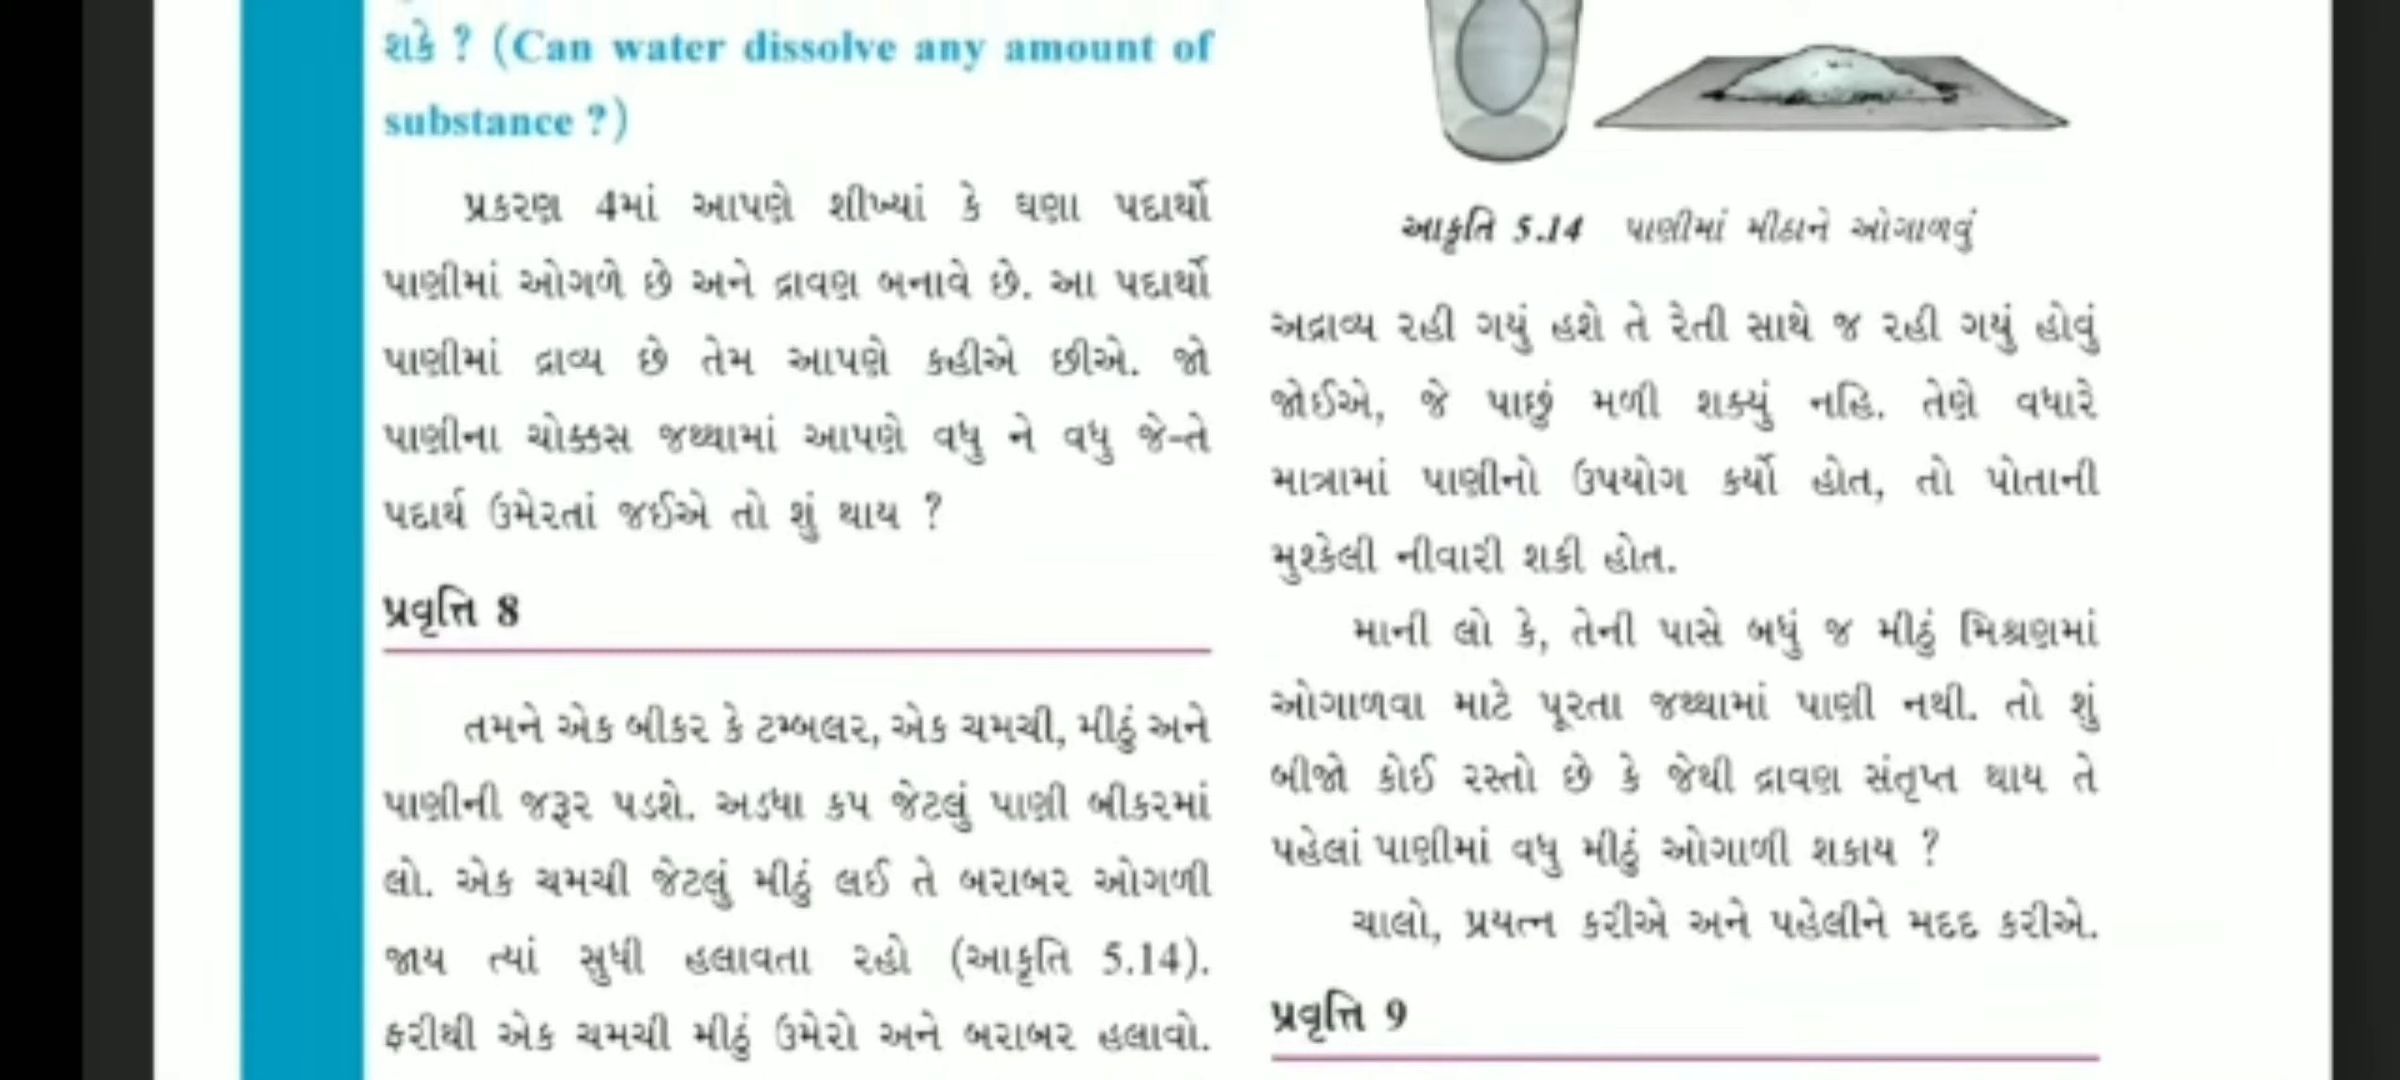 શકે ? (Can water dissolve any amount of
substance ?)
પ્રકરણ 4માં આપણે શીખ્યાં કે ઘણા પદાર્થો
પાણીમાં ઓગળે છે અને દ્રાવણ બનાવે છે. આ પદાર્થો
પાણીમાં દ્રાવ્ય છે તેમ આપણે કહીએ છીએ. જો
પાણીના ચોક્કસ જથ્થામાં આપણે વધુ ને વધુ જે-તે
પદાર્થ ઉમેરતાં જઈએ તો શું થાય ?
પ્રવૃત્તિ 8
તમને એક બીકર કે ટમ્બલર, એક ચમચી, મીઠું અને
પાણીની જરૂર પડશે. અડધા કપ જેટલું પાણી બીકરમાં
લો. એક ચમચી જેટલું મીઠું લઈ તે બરાબર ઓગળી
જાય ત્યાં સુધી હલાવતા રહો (આકૃતિ 5.14).
ફરીથી એક ચમચી મીઠું ઉમેરો અને બરાબર હલાવો.
આકૃતિ 5.14 પાણીમાં મીઠાને ઓગાળવું
અદ્રાવ્ય રહી ગયું હશે તે રેતી સાથે જ રહી ગયું હોવું
જોઈએ, જે પાછું મળી શક્યું નહિ. તેણે વધારે
માત્રામાં પાણીનો ઉપયોગ કર્યો હોત, તો પોતાની
મુશ્કેલી નીવારી શકી હોત.
માની લો કે, તેની પાસે બધું જ મીઠું મિશ્રણમાં
ઓગાળવા માટે પૂરતા જથ્થામાં પાણી નથી. તો શું
બીજો કોઈ રસ્તો છે કે જેથી દ્રાવણ સંતૃપ્ત થાય તે
પહેલાં પાણીમાં વધુ મીઠું ઓગાળી શકાય ?
ચાલો, પ્રયત્ન કરીએ અને પહેલીને મદદ કરીએ.
પ્રવૃત્તિ 9